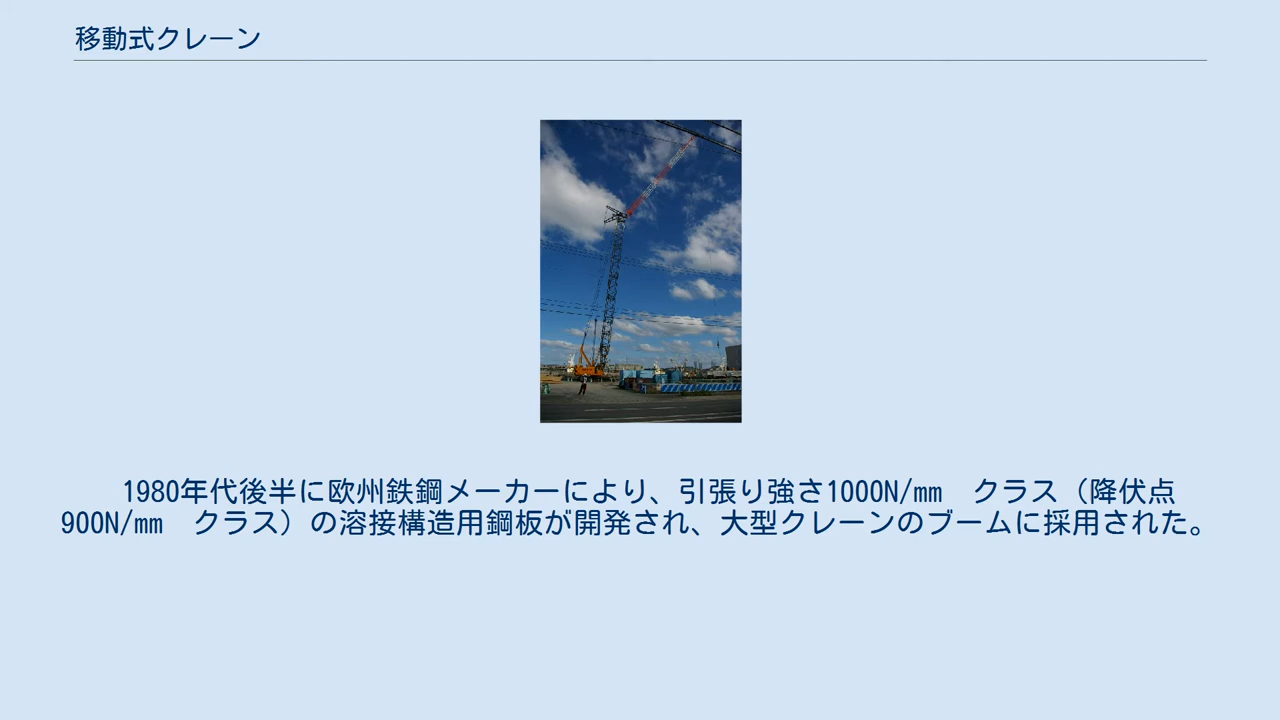 移動式クレーン
1980年代後半に欧州鉄鋼メーカーにより、引張り強さ1000N/mm　クラス（降伏点
900N/mm　クラス）の溶接構造用鋼板が開発され、大型クレーンのブームに採用された。